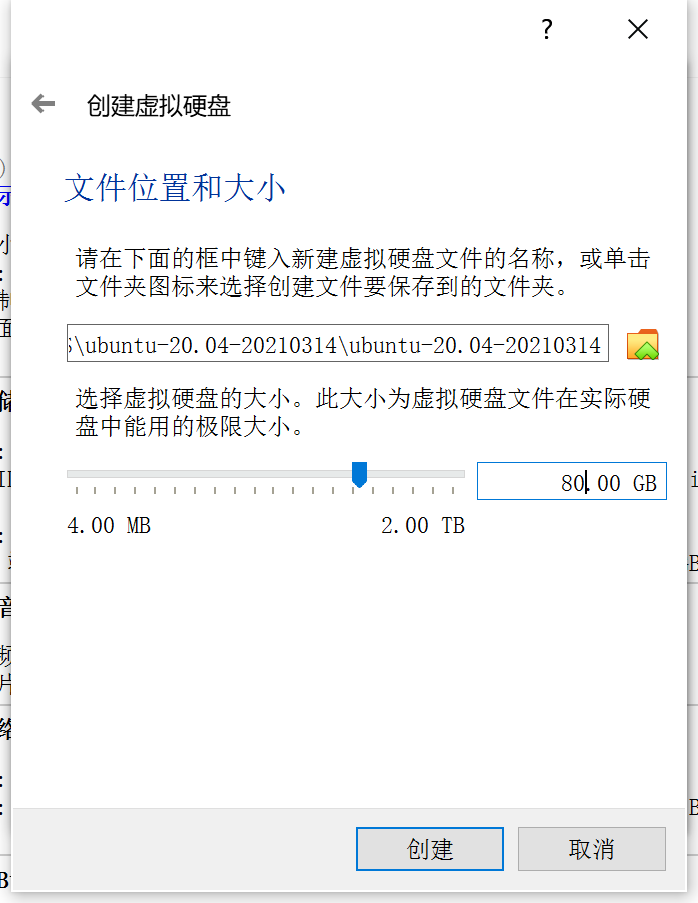 ?
创建虚拟硬盘
文件位置和大小
请在下面的框中键入新建虚拟硬盘文件的名称，或单击
文件夹图标来选择创建文件要保存到的文件夹。
\ubuntu-20.04-20210314\ubuntu-20.04-20210314
选择虚拟硬盘的大小。此大小为虚拟硬盘文件在实际硬
盘中能用的极限大小。
80.00 GB
4.00 MB
2.00 TB
创建
取消